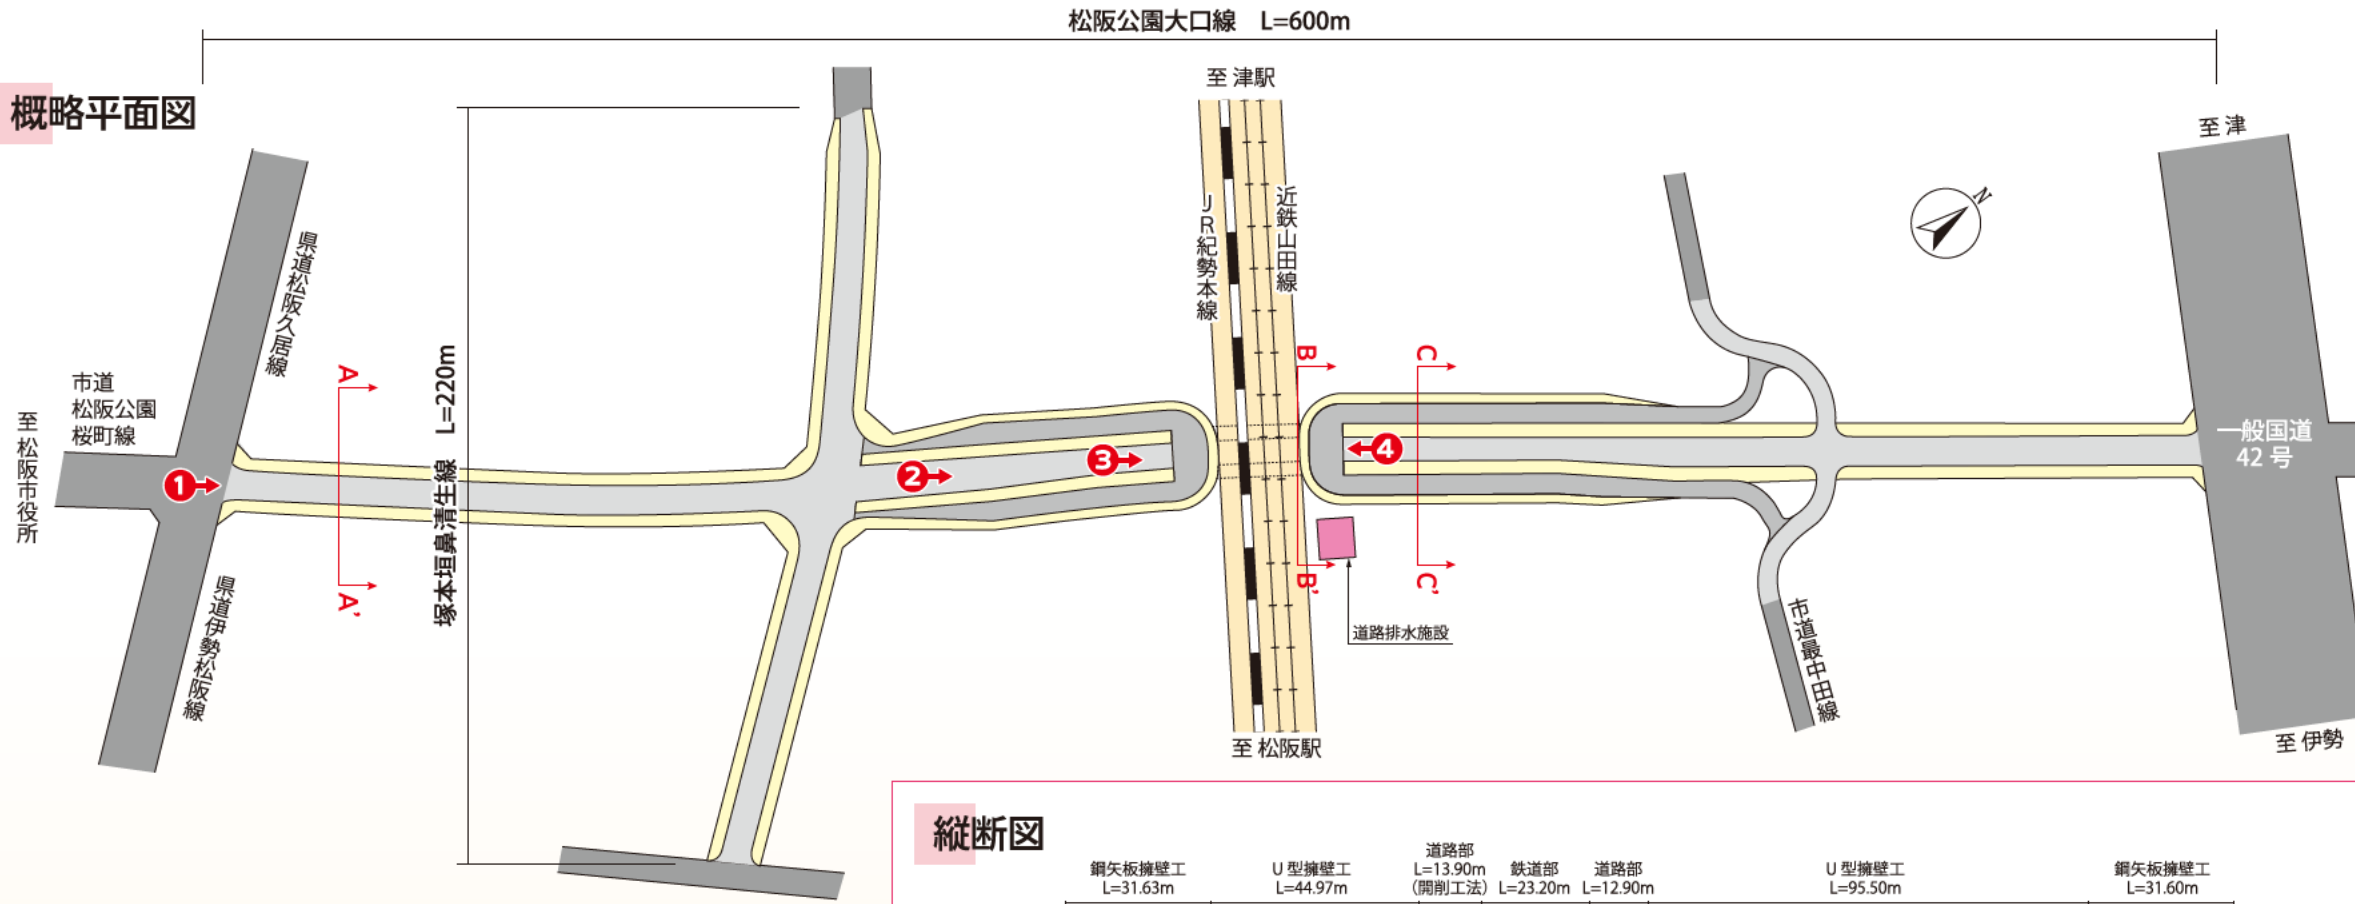 松阪公園大口線 L=600m
概略平面図
至 津駅
至 津
N
JR紀勢本線
近鉄山田線
県道松阪久居線
市道
松阪公園
桜町線
至 松阪市役所
塚本垣鼻清生線 L=220m
A
A'
B
B'
C
C'
1
2
3
4
一般国道
42 号
県道伊勢松阪線
道路排水施設
市道最中田線
至 松阪駅
至 伊勢
縦断図
鋼矢板擁壁工
L=31.63m
U 型擁壁工
L=44.97m
道路部
L=13.90m
（開削工法）
鉄道部
L=23.20m
道路部
L=12.90m
U 型擁壁工
L=95.50m
鋼矢板擁壁工
L=31.60m